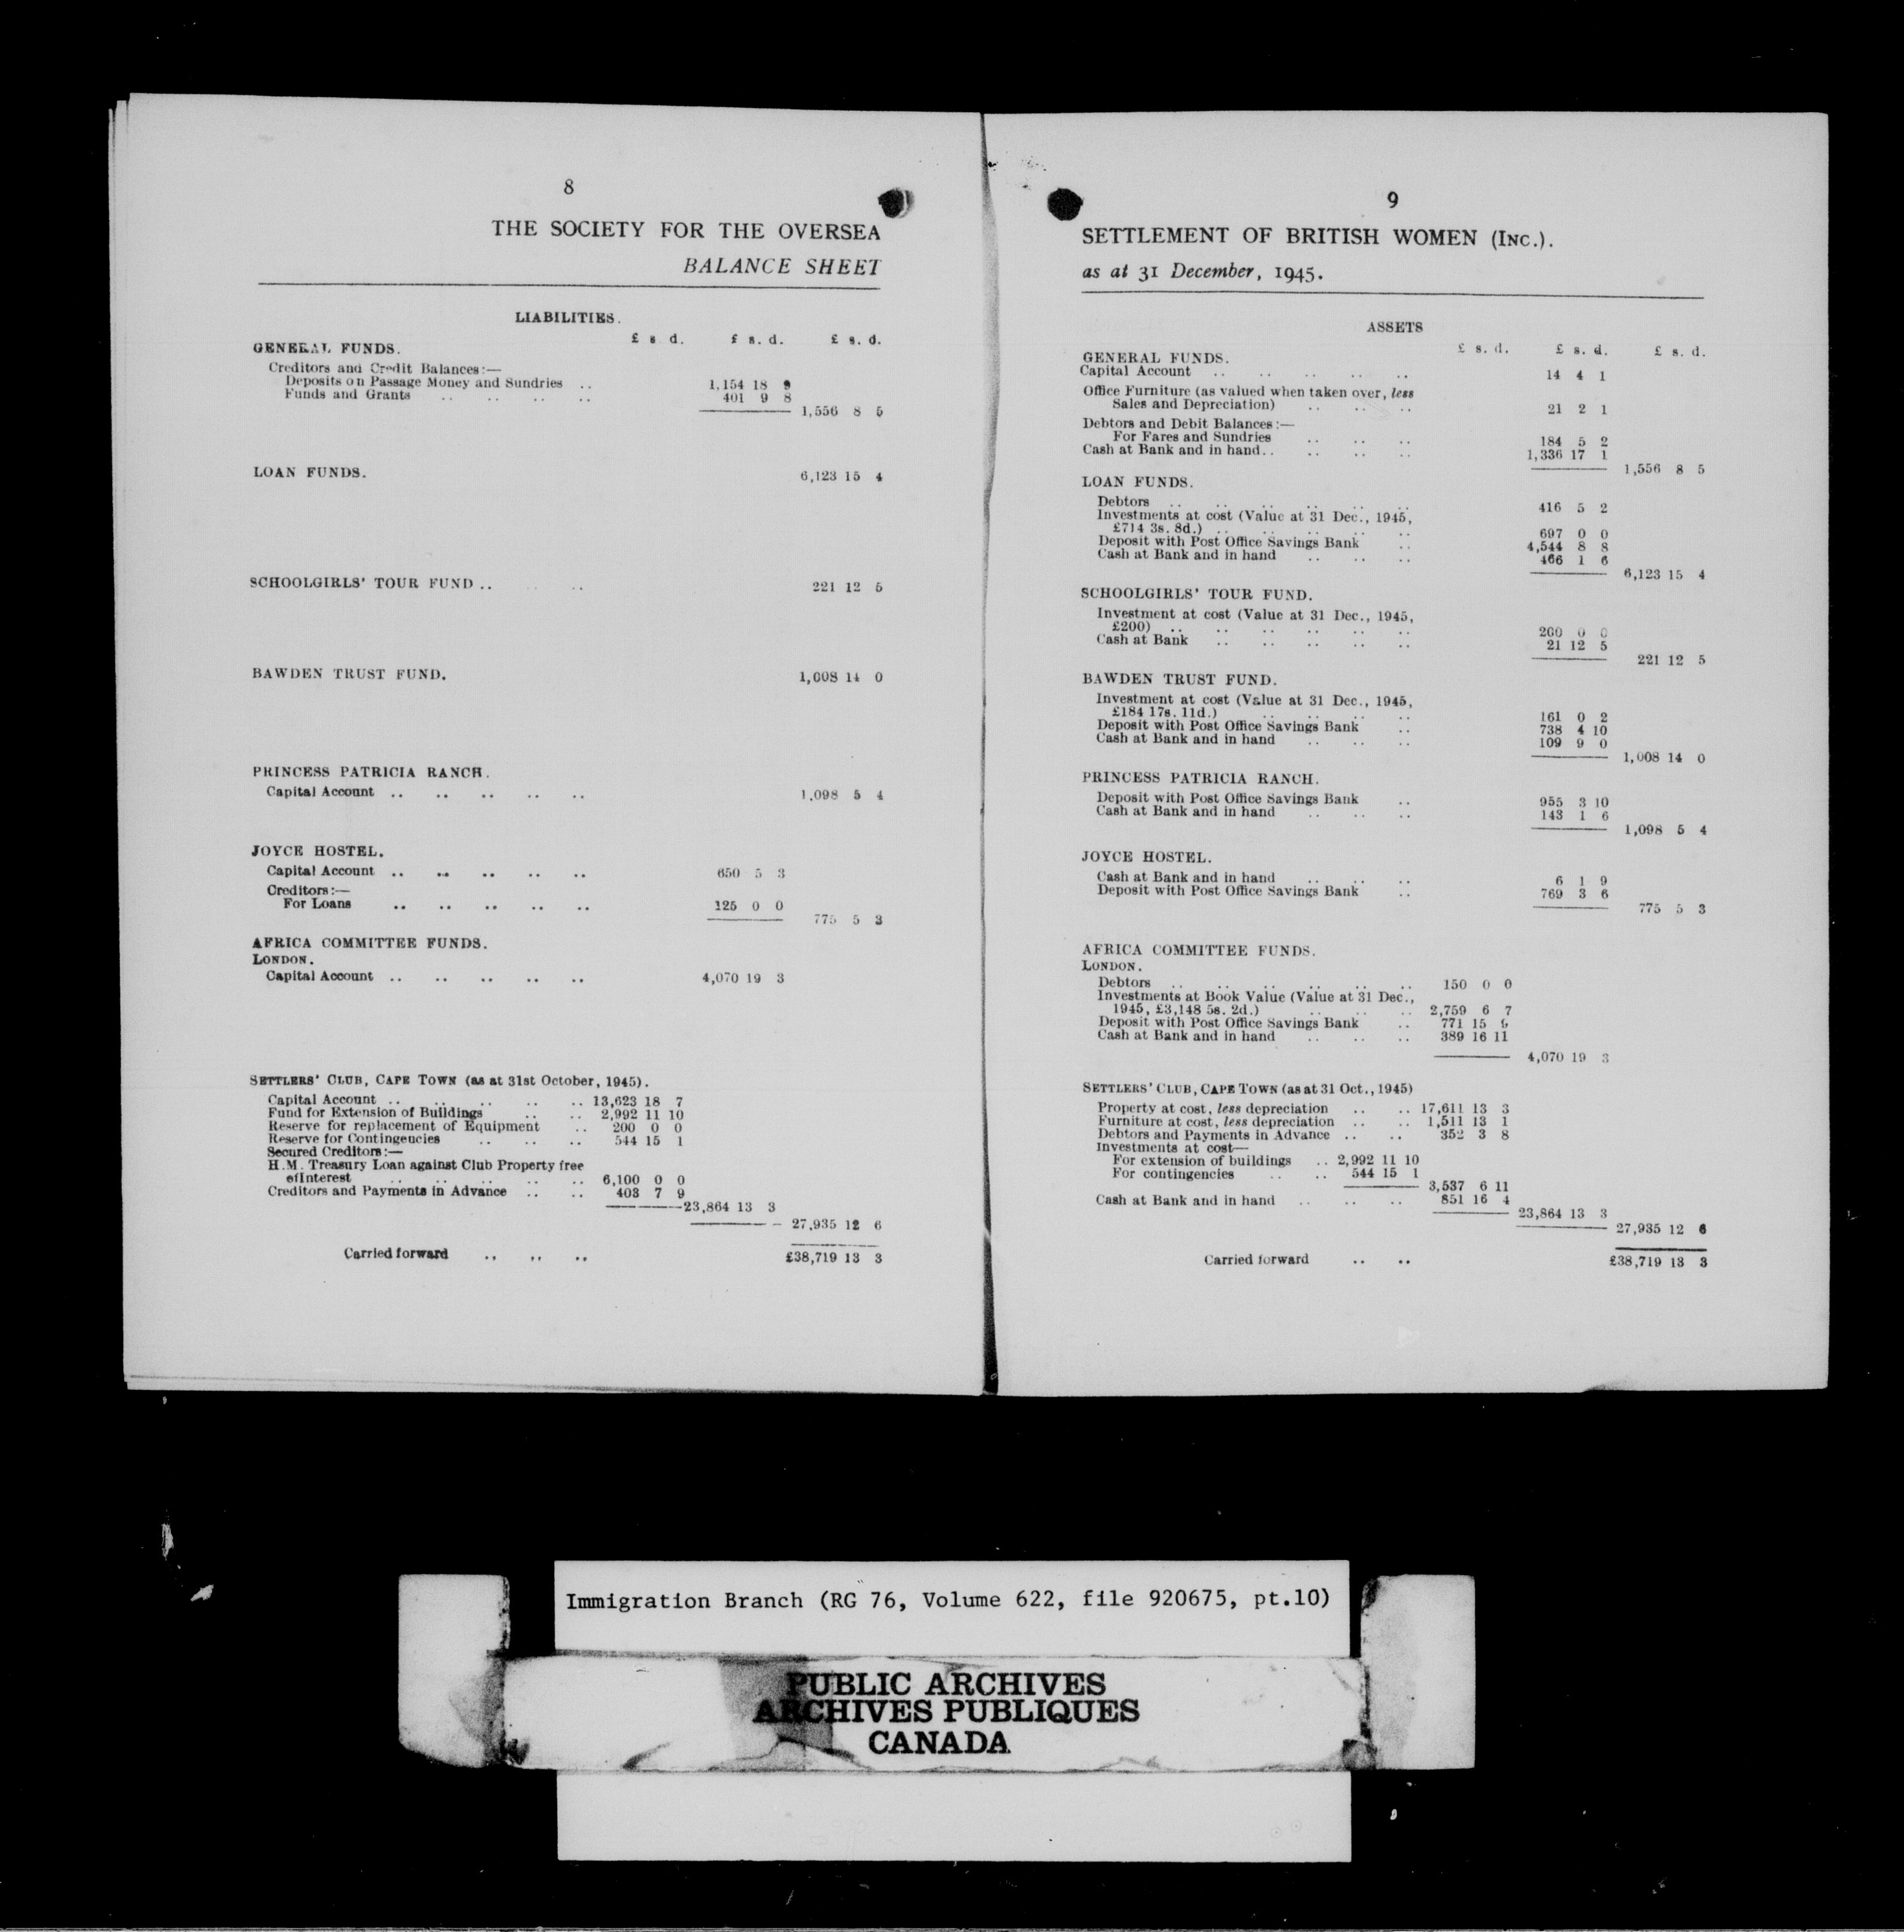 8
THE SOCIETY FOR THE OVERSEA
BALANCE SHEET
LIABILITIES.
£ s d. £ s. d. £ s. d.
GENERAL FUNDS.
Creditors and Credit Balances:—
Deposits on Passage Money and Sundries .. 1,154 18 9
Funds and Grants .. .. .. .. 401 9 8
1,556 8 5
LOAN FUNDS. 6,123 15 4
SCHOOLGIRLS' TOUR FUND .. .. .. 221 12 5
BAWDEN TRUST FUND. 1,008 14 0
PRINCESS PATRICIA RANCH.
Capital Account .. .. .. .. .. 1,098 5 4
JOYCE HOSTEL.
Capital Account .. .. .. .. .. 650 5 3
Creditors:—
For Loans .. .. .. .. .. 125 0 0
775 5 3
AFRICA COMMITTEE FUNDS.
LONDON.
Capital Account .. .. .. .. .. 4,070 19 3
SETTLERS' CLUB, CAPE TOWN (as at 31st October, 1945).
Capital Account .. .. .. .. .. 13,623 18 7
Fund for Extension of Buildings .. .. 2,992 11 10
Reserve for replacement of Equipment .. 200 0 0
Reserve for Contingencies .. .. .. 544 15 1
Secured Creditors:—
H.M. Treasury Loan against Club Property free
of Interest .. .. .. .. .. 6,100 0 0
Creditors and Payments in Advance .. .. 403 7 9
23,864 13 3
27,935 12 6
Carried forward .. .. .. £38,719 13 3
9
SETTLEMENT OF BRITISH WOMEN (INC.).
as at 31 December, 1945.
ASSETS
£ s. d. £ s. d. £ s. d.
GENERAL FUNDS.
Capital Account .. .. .. .. .. 14 4 1
Office Furniture (as valued when taken over, less
Sales and Depreciation) .. .. .. 21 2 1
Debtors and Debit Balances:—
For Fares and Sundries .. .. .. 184 5 2
Cash at Bank and in hand.. .. .. .. 1,336 17 1
1,556 8 5
LOAN FUNDS.
Debtors .. .. .. .. .. .. 416 5 2
Investments at cost (Value at 31 Dec., 1945,
£714 3s. 8d.) .. .. .. .. .. 697 0 0
Deposit with Post Office Savings Bank .. 4,544 8 8
Cash at Bank and in hand .. .. .. 466 1 6
6,123 15 4
SCHOOLGIRLS' TOUR FUND.
Investment at cost (Value at 31 Dec., 1945,
£200) .. .. .. .. .. .. 200 0 0
Cash at Bank .. .. .. .. .. 21 12 5
221 12 5
BAWDEN TRUST FUND.
Investment at cost (Value at 31 Dec., 1945,
£184 17s. 11d.) .. .. .. .. 161 0 2
Deposit with Post Office Savings Bank .. 738 4 10
Cash at Bank and in hand .. .. .. 109 9 0
1,008 14 0
PRINCESS PATRICIA RANCH.
Deposit with Post Office Savings Bank .. 955 3 10
Cash at Bank and in hand .. .. .. 143 1 6
1,098 5 4
JOYCE HOSTEL.
Cash at Bank and in hand .. .. .. 6 1 9
Deposit with Post Office Savings Bank .. 769 3 6
775 5 3
AFRICA COMMITTEE FUNDS.
LONDON.
Debtors .. .. .. .. .. .. 150 0 0
Investments at Book Value (Value at 31 Dec.,
1945, £3,148 5s. 2d.) .. .. .. 2,759 6 7
Deposit with Post Office Savings Bank .. 771 15 9
Cash at Bank and in hand .. .. .. 389 16 11
4,070 19 3
SETTLERS' CLUB, CAPE TOWN (as at 31 Oct., 1945)
Property at cost, less depreciation .. .. 17,611 13 3
Furniture at cost, less depreciation .. .. 1,511 13 1
Debtors and Payments in Advance .. .. 352 3 8
Investments at cost—
For extension of buildings .. 2,992 11 10
For contingencies .. .. 544 15 1
3,537 6 11
Cash at Bank and in hand .. .. .. 851 16 4
23,864 13 3
27,935 12 6
Carried forward .. .. £38,719 13 3
Immigration Branch (RG 76, Volume 622, file 920675, pt.10)
PUBLIC ARCHIVES
ARCHIVES PUBLIQUES
CANADA